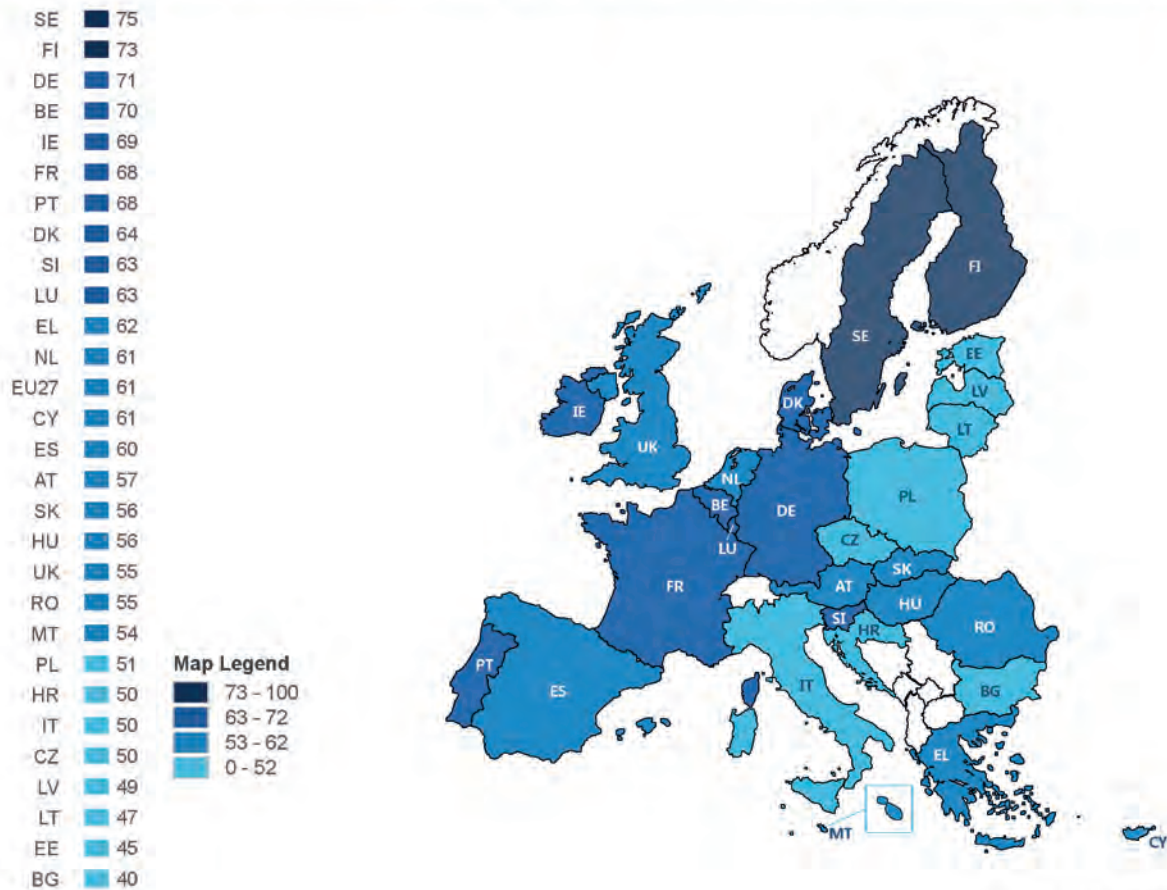 SE 75
FI 73
DE 71
BE 70
IE 69
FR 68
PT 68
DK 64
SI 63
LU 63
EL 62
NL 61
EU27 61
CY 61
ES 60
AT 57
SK 56
HU 56
UK 55
RO 55
MT 54
PL 51
HR 50
IT 50
CZ 50
LV 49
LT 47
EE 45
BG 40
Map Legend
73 - 100
63 - 72
53 - 62
0 - 52
FI
SE
EE
LV
LT
DK
IE
UK
NL
BE
DE
PL
LU
CZ
SK
FR
AT
HU
SI
HR
RO
PT
ES
IT
BG
EL
MT
CY